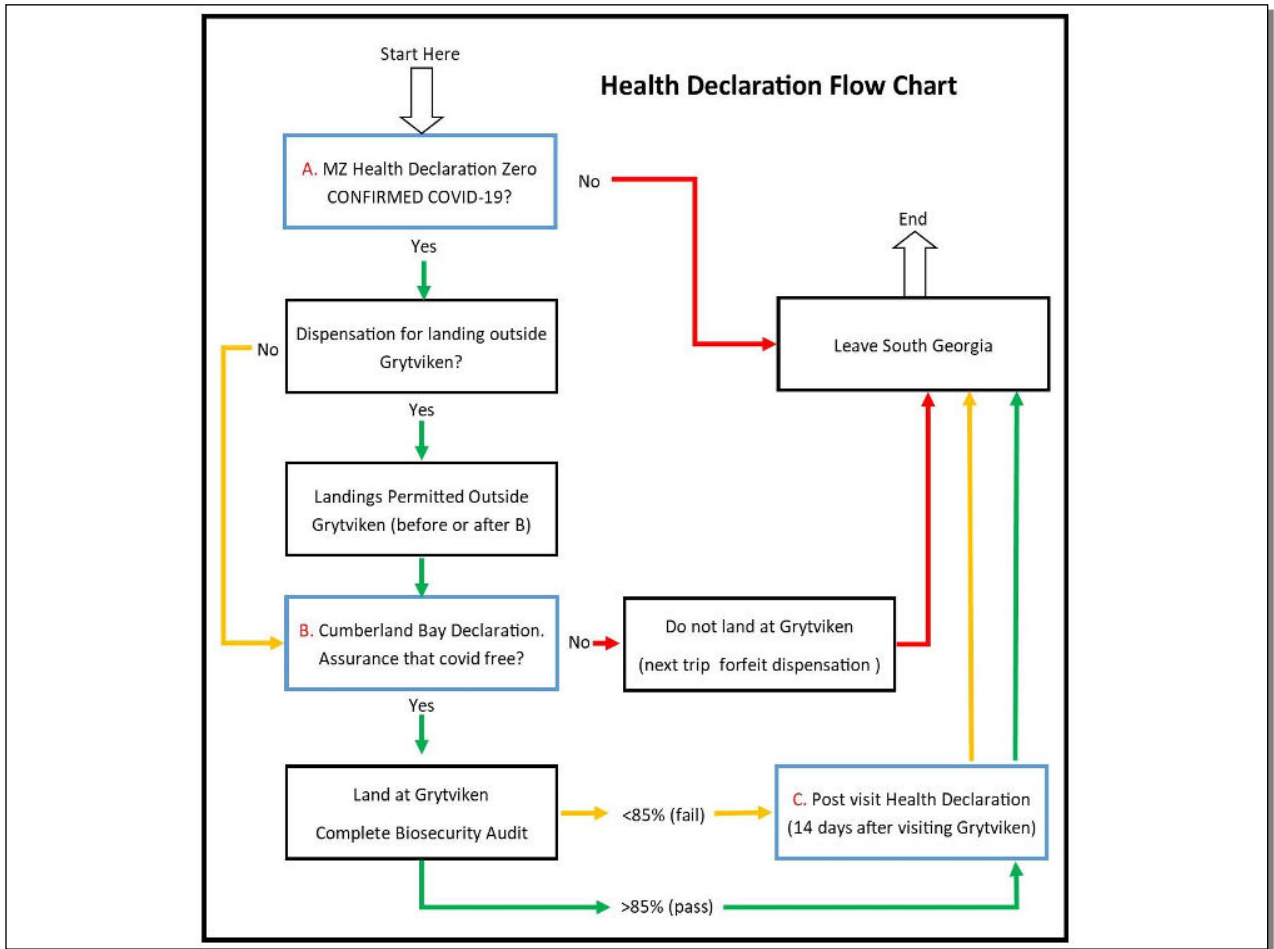 Start Here
Health Declaration Flow Chart
A. MZ Health Declaration Zero
CONFIRMED COVID-19?
No
Yes
End
Dispensation for landing outside
Grytviken?
No
Leave South Georgia
Yes
Landings Permitted Outside
Grytviken (before or after B)
B. Cumberland Bay Declaration.
Assurance that covid free?
No
Do not land at Grytviken
(next trip forfeit dispensation )
Yes
Land at Grytviken
Complete Biosecurity Audit
<85% (fail)
C. Post visit Health Declaration
(14 days after visiting Grytviken)
>85% (pass)